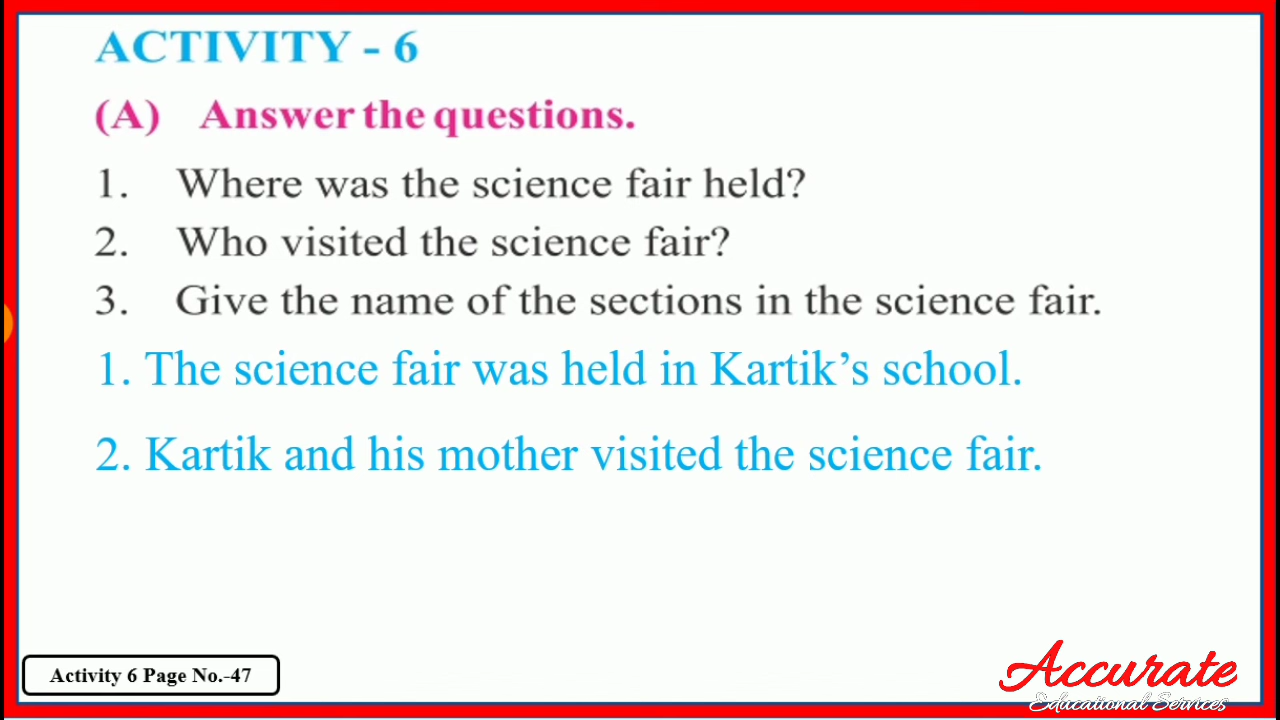 ACTIVITY - 6
(A) Answer the questions.
1. Where was the science fair held?
2. Who visited the science fair?
3. Give the name of the sections in the science fair.
1. The science fair was held in Kartik’s school.
2. Kartik and his mother visited the science fair.
Activity 6 Page No.-47
Accurate
Educational Services